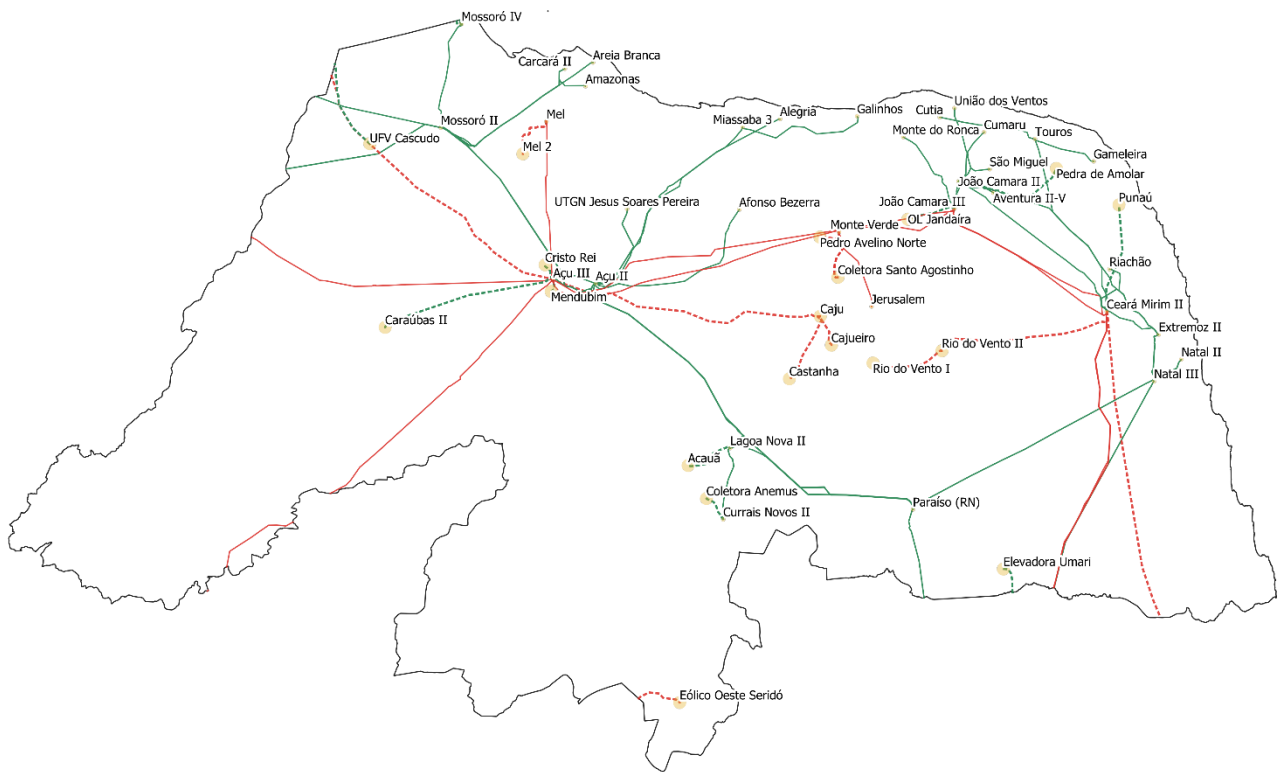 Mossoró IV
Areia Branca
Carcará II
Amazonas
Mossoró II
Mel
UFV Cascudo
Mel 2
Miassaba 3
Alegria
Galinhos
União dos Ventos
Cutia
Cumaru
Touros
Monte do Ronca
Gameleira
São Miguel
Pedra de Amolar
João Camara II
Aventura II-V
Punaú
UTGN Jesus Soares Pereira
Afonso Bezerra
João Camara III
OL Jandaíra
Monte Verde
Pedro Avelino Norte
Cristo Rei
Açu III
Açu II
Coletora Santo Agostinho
Riachão
Mendubim
Jerusalem
Ceará Mirim II
Caraúbas II
Caju
Extremoz II
Cajueiro
Rio do Vento II
Natal II
Castanha
Rio do Vento I
Natal III
Lagoa Nova II
Acauã
Coletora Anemus
Currais Novos II
Paraíso (RN)
Elevadora Umari
Eólico Oeste Seridó